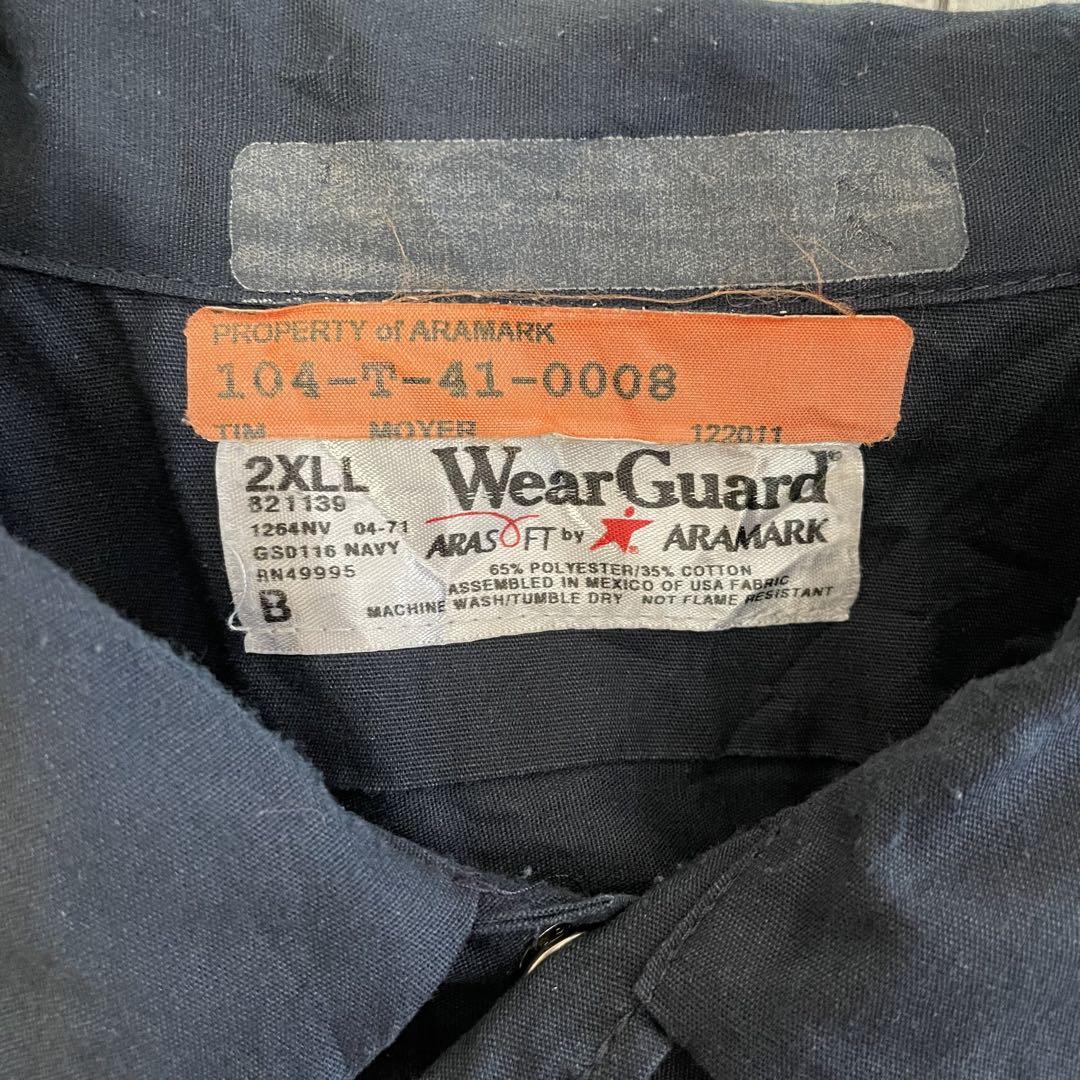 PROPERTY of ARAMARK
104-T-41-0008
TIM MOYER 122011
2XLL
821139
1264NV 04-71
GSD116 NAVY
RN49995
B
WearGuard®
ARASOFT by ARAMARK
65% POLYESTER/35% COTTON
ASSEMBLED IN MEXICO OF USA FABRIC
MACHINE WASH/TUMBLE DRY NOT FLAME RESISTANT